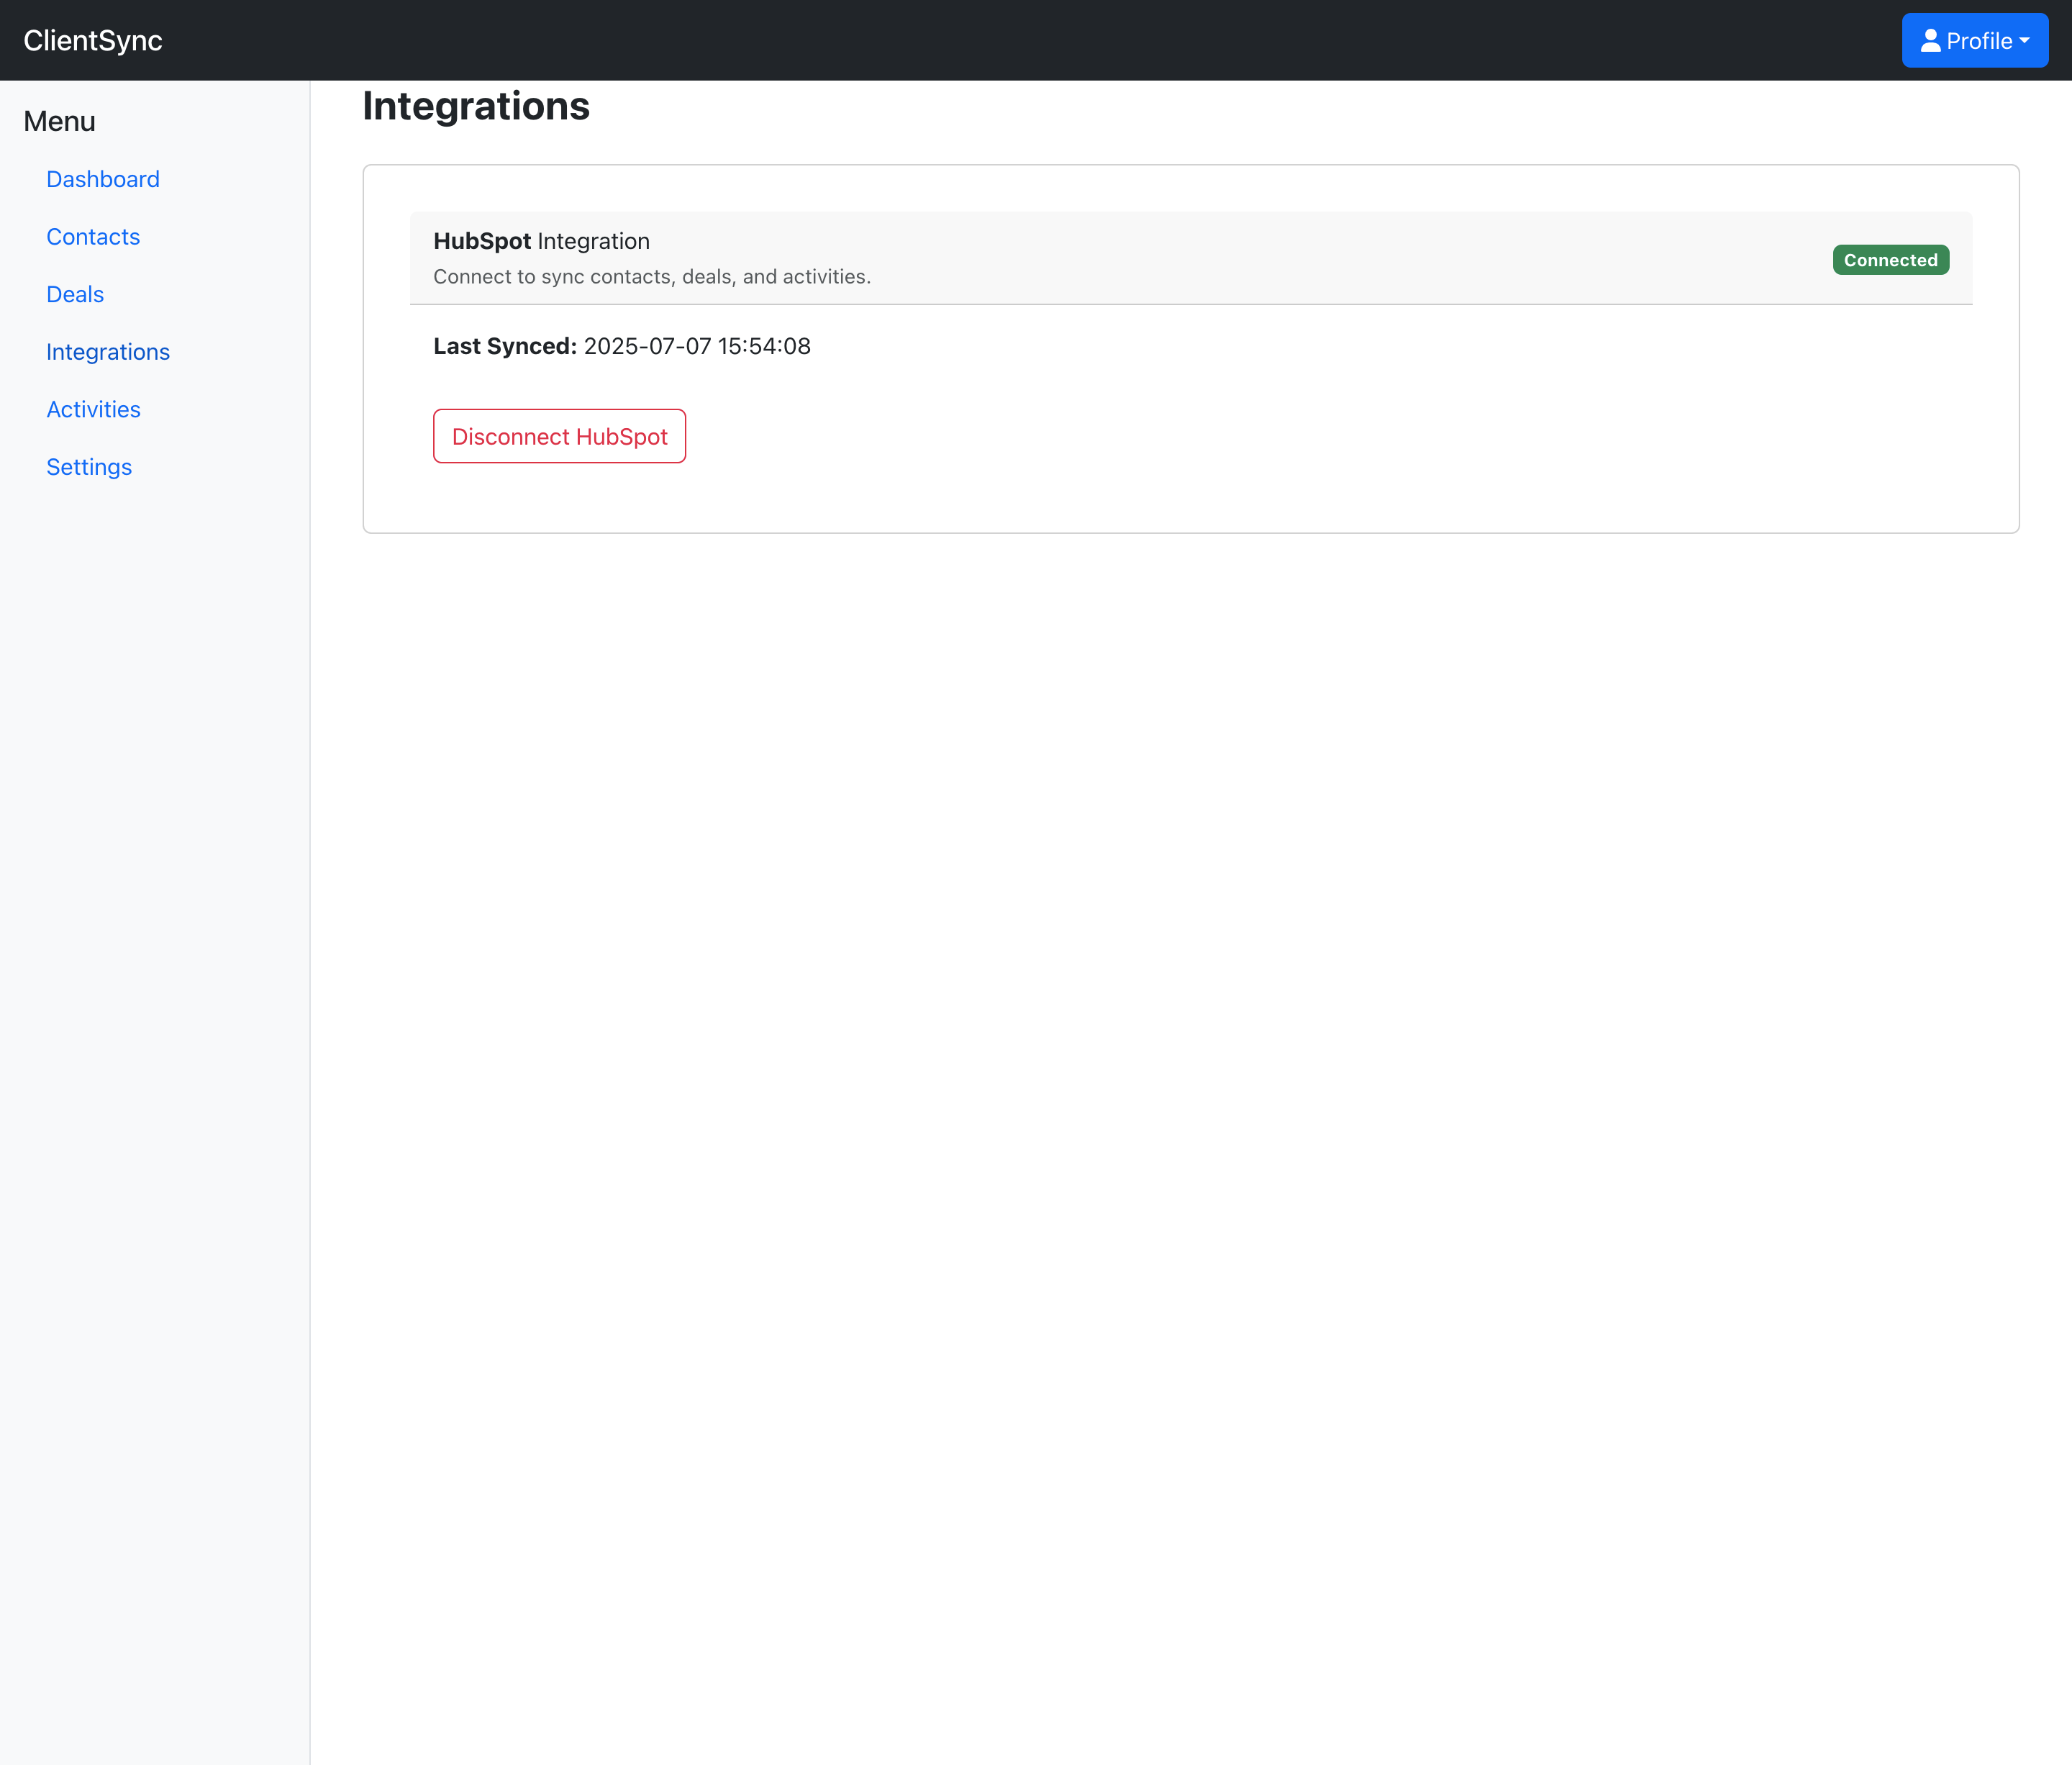 ClientSync
Profile
Menu
Dashboard
Contacts
Deals
Integrations
Activities
Settings
Integrations
HubSpot Integration
Connect to sync contacts, deals, and activities.
Connected
Last Synced: 2025-07-07 15:54:08
Disconnect HubSpot